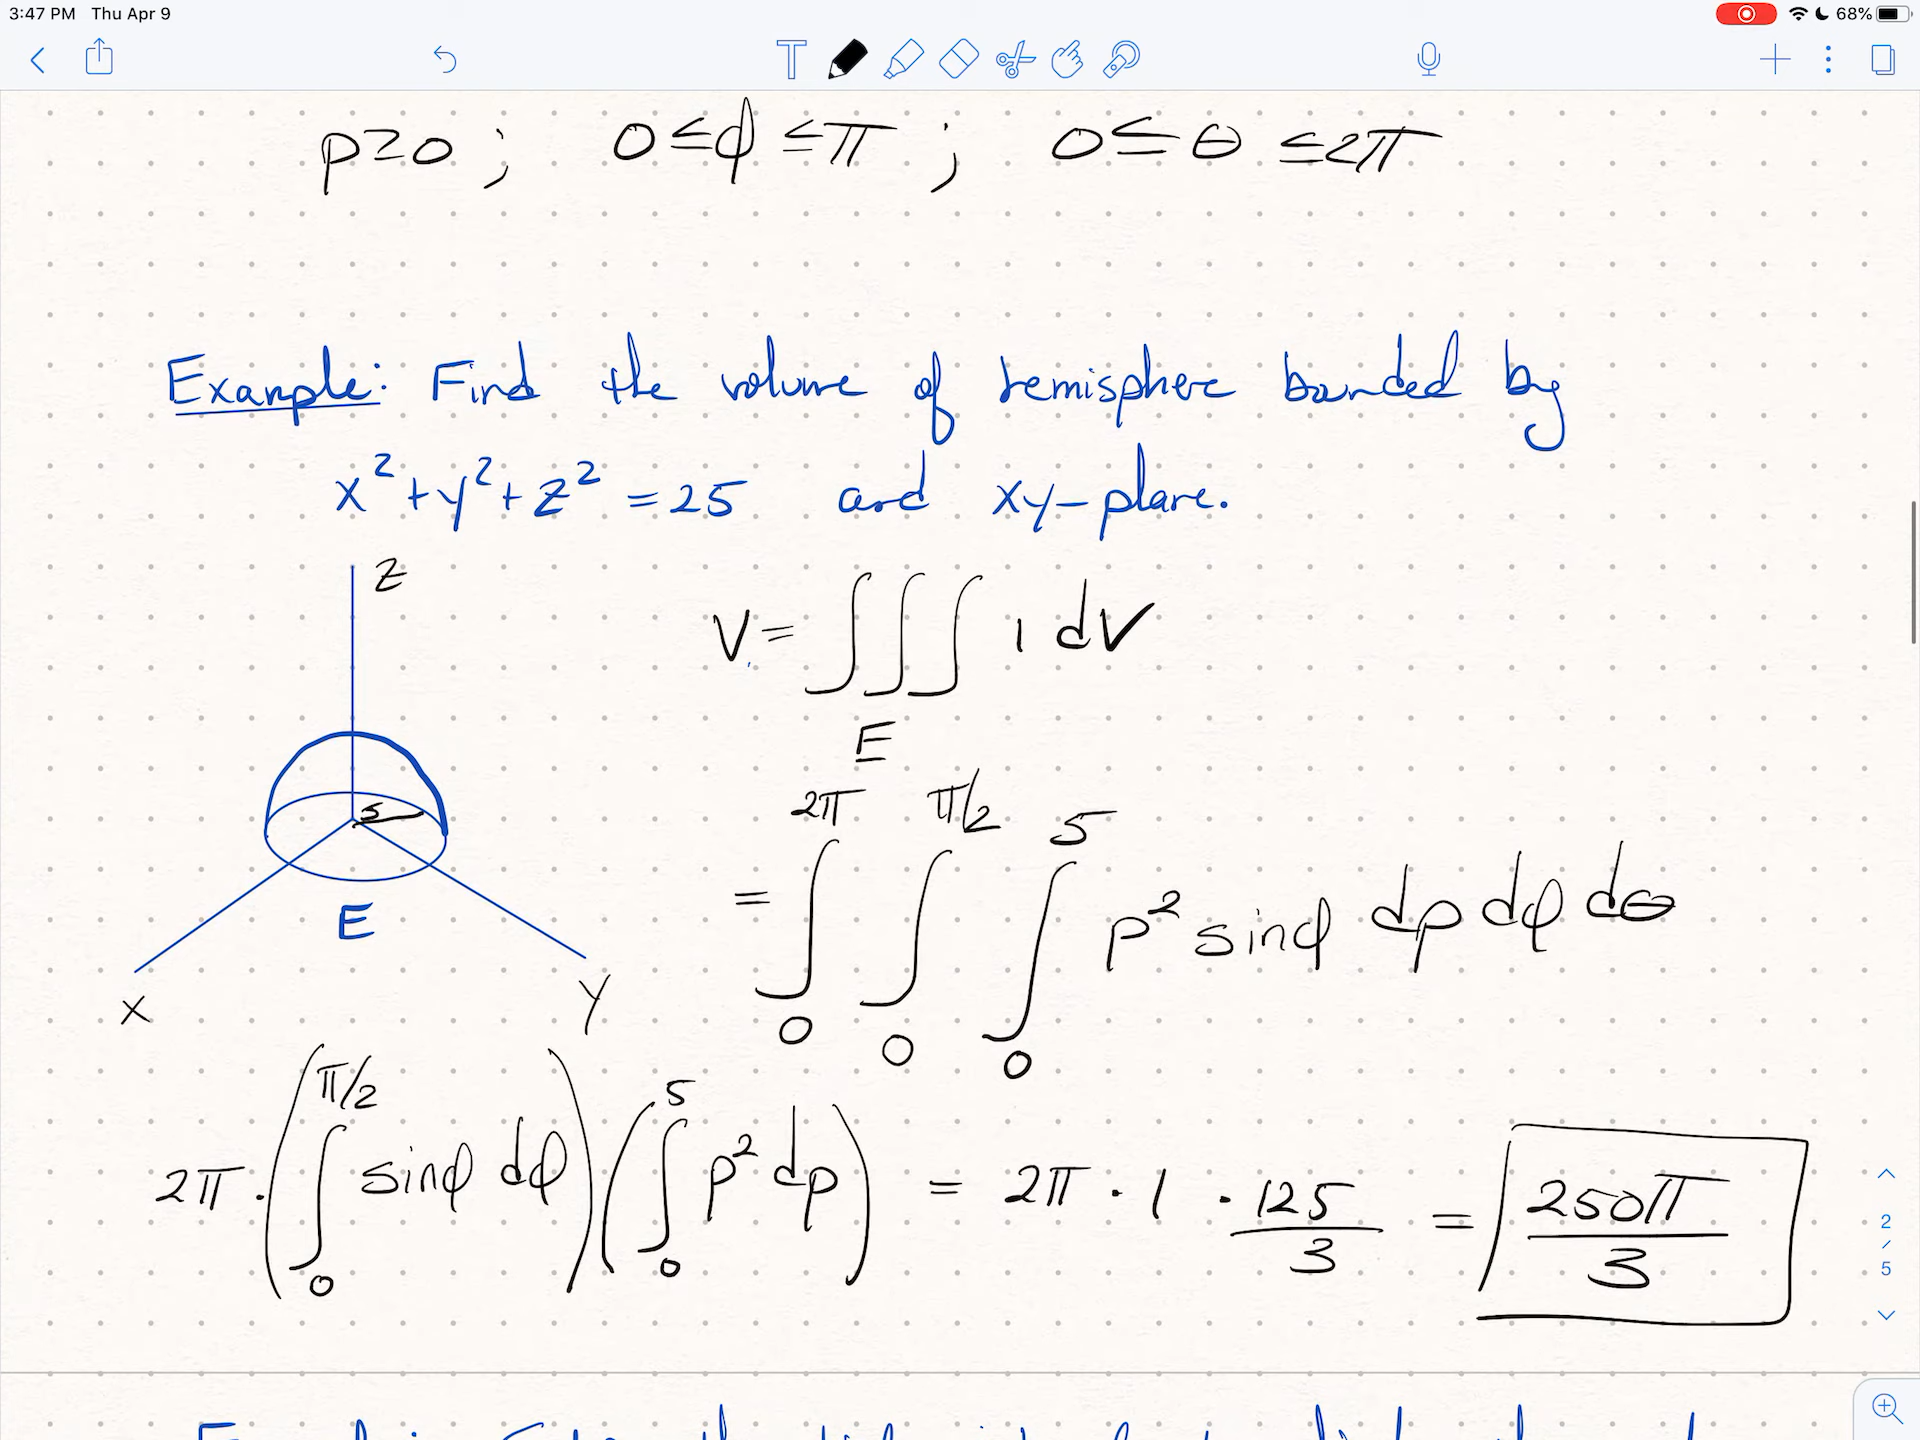 3:47 PM Thu Apr 9 68%
T
ρ≥0 ; 0≤φ≤π ; 0≤θ≤2π
Example: Find the volume of hemisphere bounded by
x²+y²+z² = 25 and xy-plane.
z
V = ∭ 1 dV
E
5
= ∫₀^{2π} ∫₀^{π/2} ∫₀^{5} ρ² sinφ dρ dφ dθ
E
x y
2π · (∫₀^{π/2} sinφ dφ) (∫₀^{5} ρ² dρ) = 2π · 1 · 125/3 = 250π/3
2/5